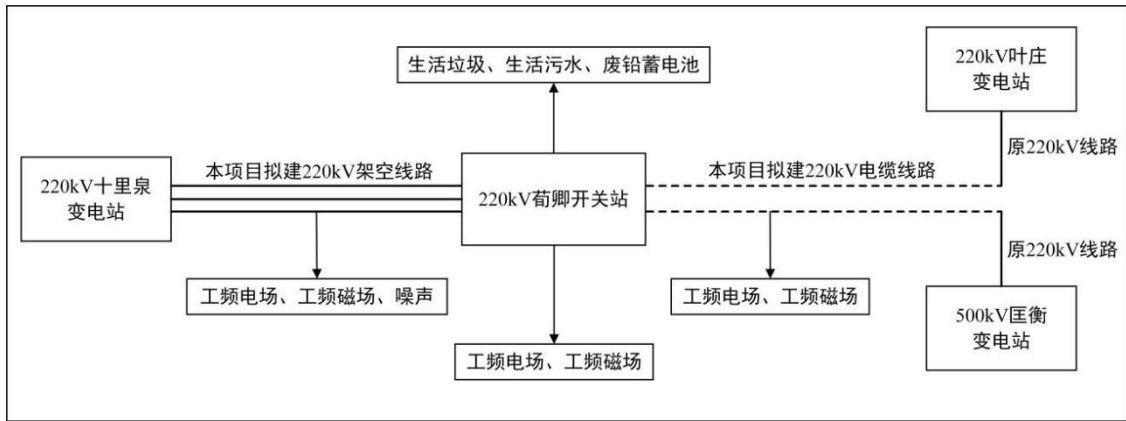 生活垃圾、生活污水、废铅蓄电池
220kV叶庄
变电站
原220kV线路
本项目拟建220kV架空线路
本项目拟建220kV电缆线路
220kV十里泉
变电站
220kV荀卿开关站
原220kV线路
工频电场、工频磁场、噪声
工频电场、工频磁场
500kV匡衡
变电站
工频电场、工频磁场